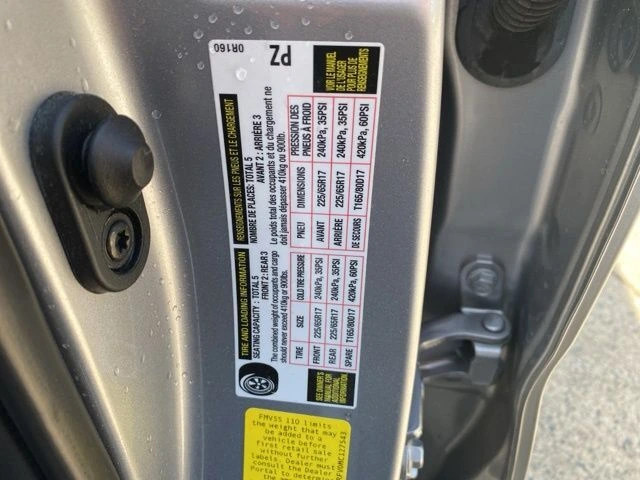 TIRE AND LOADING INFORMATION
SEATING CAPACITY : TOTAL 5
FRONT 2 : REAR 3
The combined weight of occupants and cargo
should never exceed 410kg or 900lbs.
TIRE SIZE COLD TIRE PRESSURE
FRONT 225/65R17 240kPa, 35PSI
REAR 225/65R17 240kPa, 35PSI
SPARE T165/80D17 420kPa, 60PSI
SEE OWNER'S
MANUAL FOR
ADDITIONAL
INFORMATION
RENSEIGNEMENTS SUR LES PNEUS ET LE CHARGEMENT
NOMBRE DE PLACES: TOTAL 5
AVANT 2 : ARRIÈRE 3
Le poids total des occupants et du chargement ne
doit jamais dépasser 410kg ou 900lb.
PNEU DIMENSIONS PRESSION DES
PNEUS À FROID
AVANT 225/65R17 240kPa, 35PSI
ARRIÈRE 225/65R17 240kPa, 35PSI
DE SECOURS T165/80D17 420kPa, 60PSI
VOIR LE MANUEL
DE L'USAGER
POUR PLUS DE
RENSEIGNEMENTS
0R160
PZ
FMVSS 110 limits
the weight that may
be added to a
vehicle before
first retail sale
without relabeling
labels. Dealer must
consult the Dealer
Portal to download